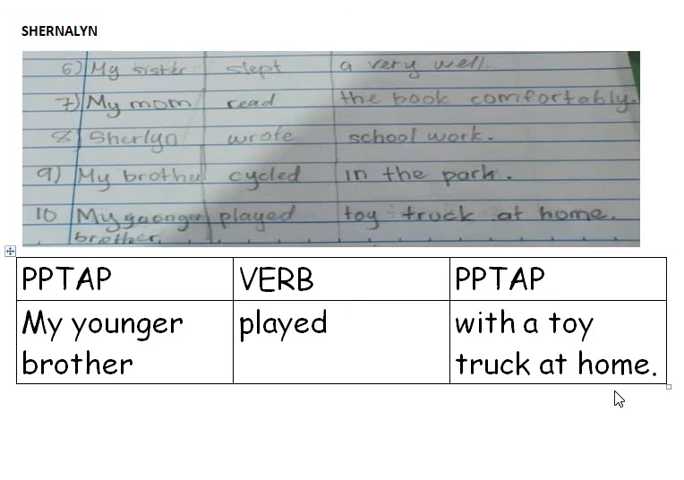 SHERNALYN
6) My sister slept a very well.
7) My mom read the book comfortably.
8) Sherlyn wrote school work.
9) My brother cycled in the park.
10 My younger played toy truck at home.
brother.
PPTAP VERB PPTAP
My younger played with a toy
brother truck at home.